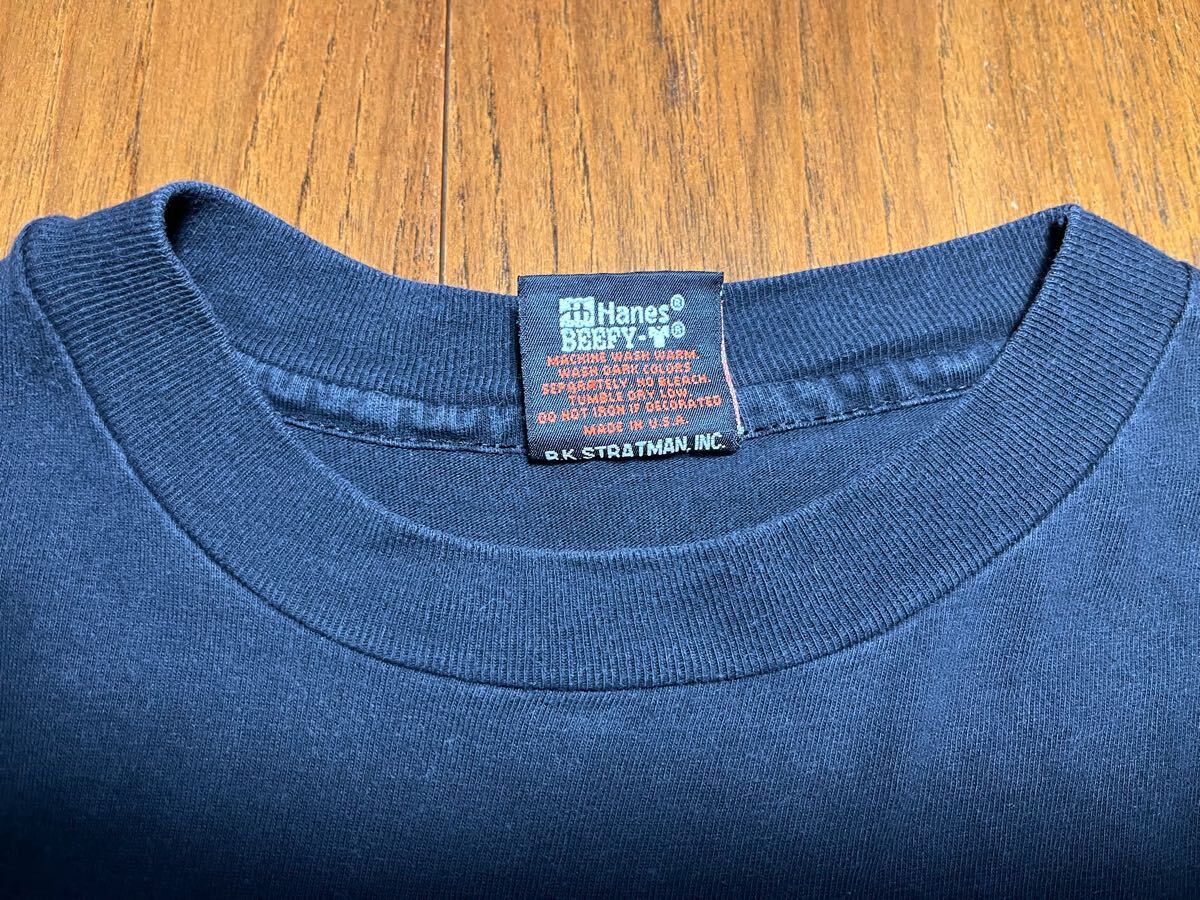 Hanes®
BEEFY-T®
MACHINE WASH WARM.
WASH DARK COLORS
SEPARATELY. NO BLEACH.
TUMBLE DRY LOW.
DO NOT IRON IF DECORATED
MADE IN U.S.A.
R.K. STRATMAN, INC.